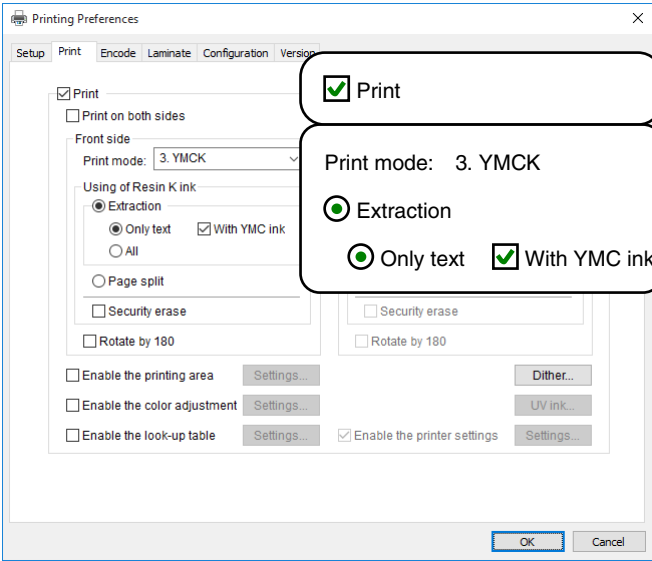 Printing Preferences
Setup Print Encode Laminate Configuration Version
Print
Print on both sides
Front side
Print mode: 3. YMCK
Using of Resin K ink
Extraction
Only text With YMC ink
All
Page split
Security erase
Rotate by 180
Print
Print mode: 3. YMCK
Extraction
Only text With YMC ink
Security erase
Rotate by 180
Enable the printing area Settings... Dither...
Enable the color adjustment Settings... UV ink...
Enable the look-up table Settings... Enable the printer settings Settings...
OK Cancel